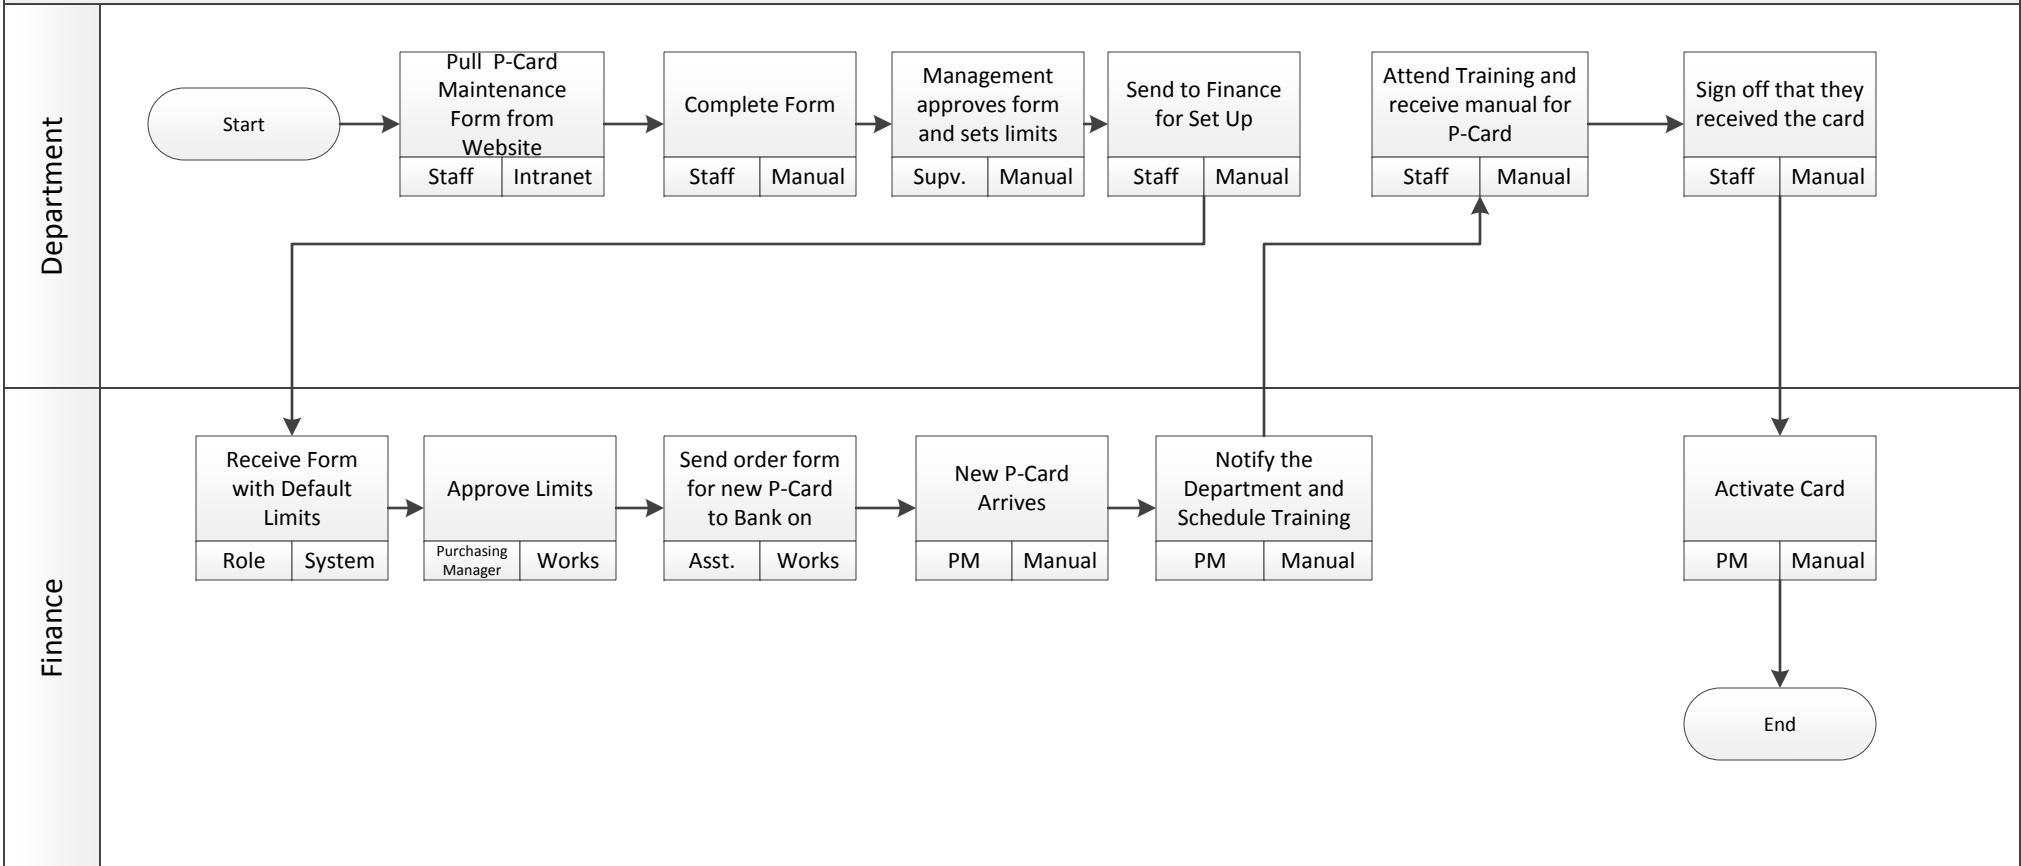 Department
Start
Pull P-Card
Maintenance
Form from
Website
Staff
Intranet
Complete Form
Staff
Manual
Management
approves form
and sets limits
Supv.
Manual
Send to Finance
for Set Up
Staff
Manual
Attend Training and
receive manual for
P-Card
Staff
Manual
Sign off that they
received the card
Staff
Manual
Finance
Receive Form
with Default
Limits
Role
System
Approve Limits
Purchasing
Manager
Works
Send order form
for new P-Card
to Bank on
Asst.
Works
New P-Card
Arrives
PM
Manual
Notify the
Department and
Schedule Training
PM
Manual
Activate Card
PM
Manual
End